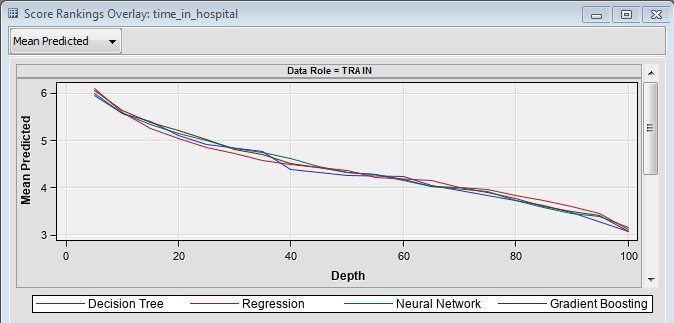 Score Rankings Overlay: time_in_hospital
Mean Predicted
Data Role = TRAIN
6
5
4
3
Mean Predicted
0 20 40 60 80 100
Depth
Decision Tree Regression Neural Network Gradient Boosting